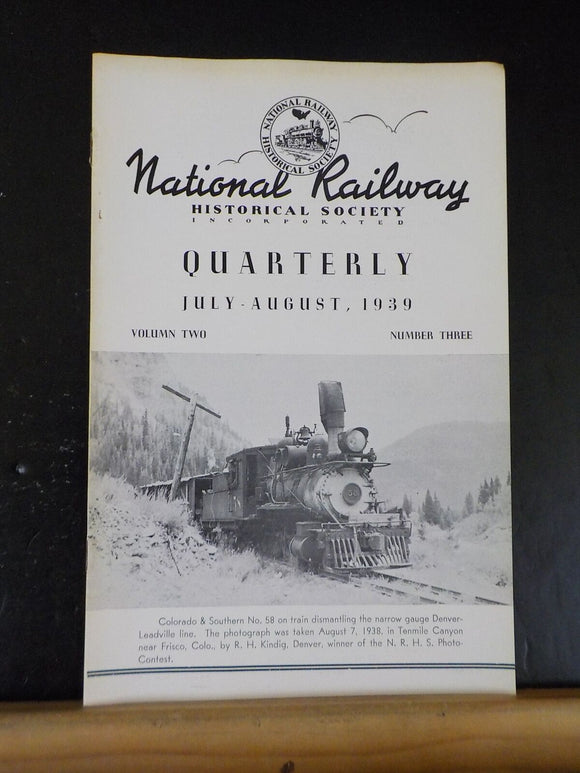 NATIONAL RAILWAY
HISTORICAL SOCIETY
National Railway
HISTORICAL SOCIETY
INCORPORATED
QUARTERLY
JULY-AUGUST, 1939
VOLUMN TWO
NUMBER THREE
58
Colorado & Southern No. 58 on train dismantling the narrow gauge Denver-
Leadville line. The photograph was taken August 7, 1938, in Tenmile Canyon
near Frisco, Colo., by R. H. Kindig, Denver, winner of the N. R. H. S. Photo-
Contest.